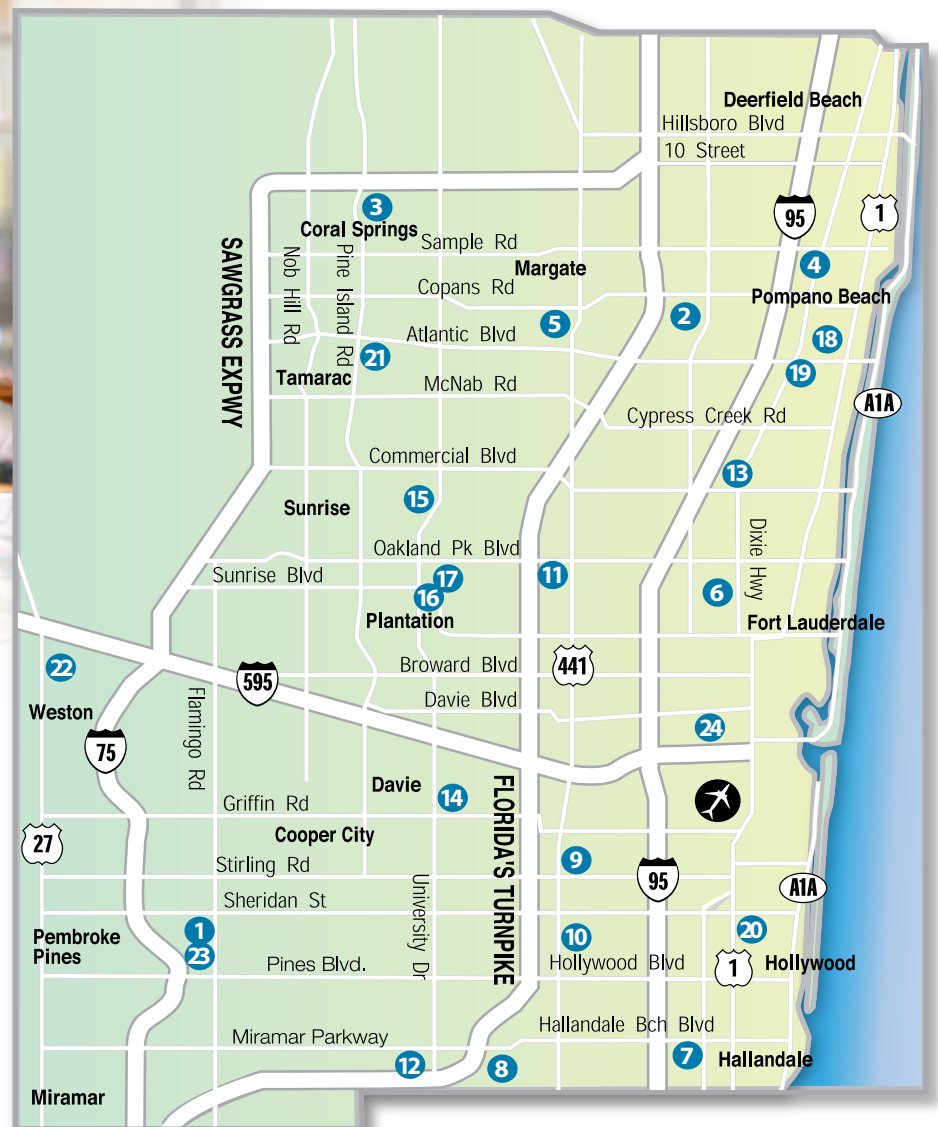 Deerfield Beach
Hillsboro Blvd
10 Street
3
95
1
Coral Springs
Sample Rd
4
SAWGRASS EXPWY
Nob Hill Rd
Pine Island Rd
Margate
Copans Rd
Pompano Beach
5
2
Atlantic Blvd
18
21
Tamarac
19
McNab Rd
A1A
Cypress Creek Rd
Commercial Blvd
13
15
Sunrise
Dixie Hwy
Oakland Pk Blvd
Sunrise Blvd
17
11
16
6
Plantation
Fort Lauderdale
22
Broward Blvd
441
595
Davie Blvd
Weston
Flamingo Rd
24
75
Davie
14
FLORIDA'S TURNPIKE
Griffin Rd
Cooper City
27
Stirling Rd
9
95
A1A
Sheridan St
University Dr
1
20
Pembroke
Pines
23
10
Pines Blvd.
Hollywood Blvd
1
Hollywood
Hallandale Bch Blvd
Miramar Parkway
12
8
7
Hallandale
Miramar